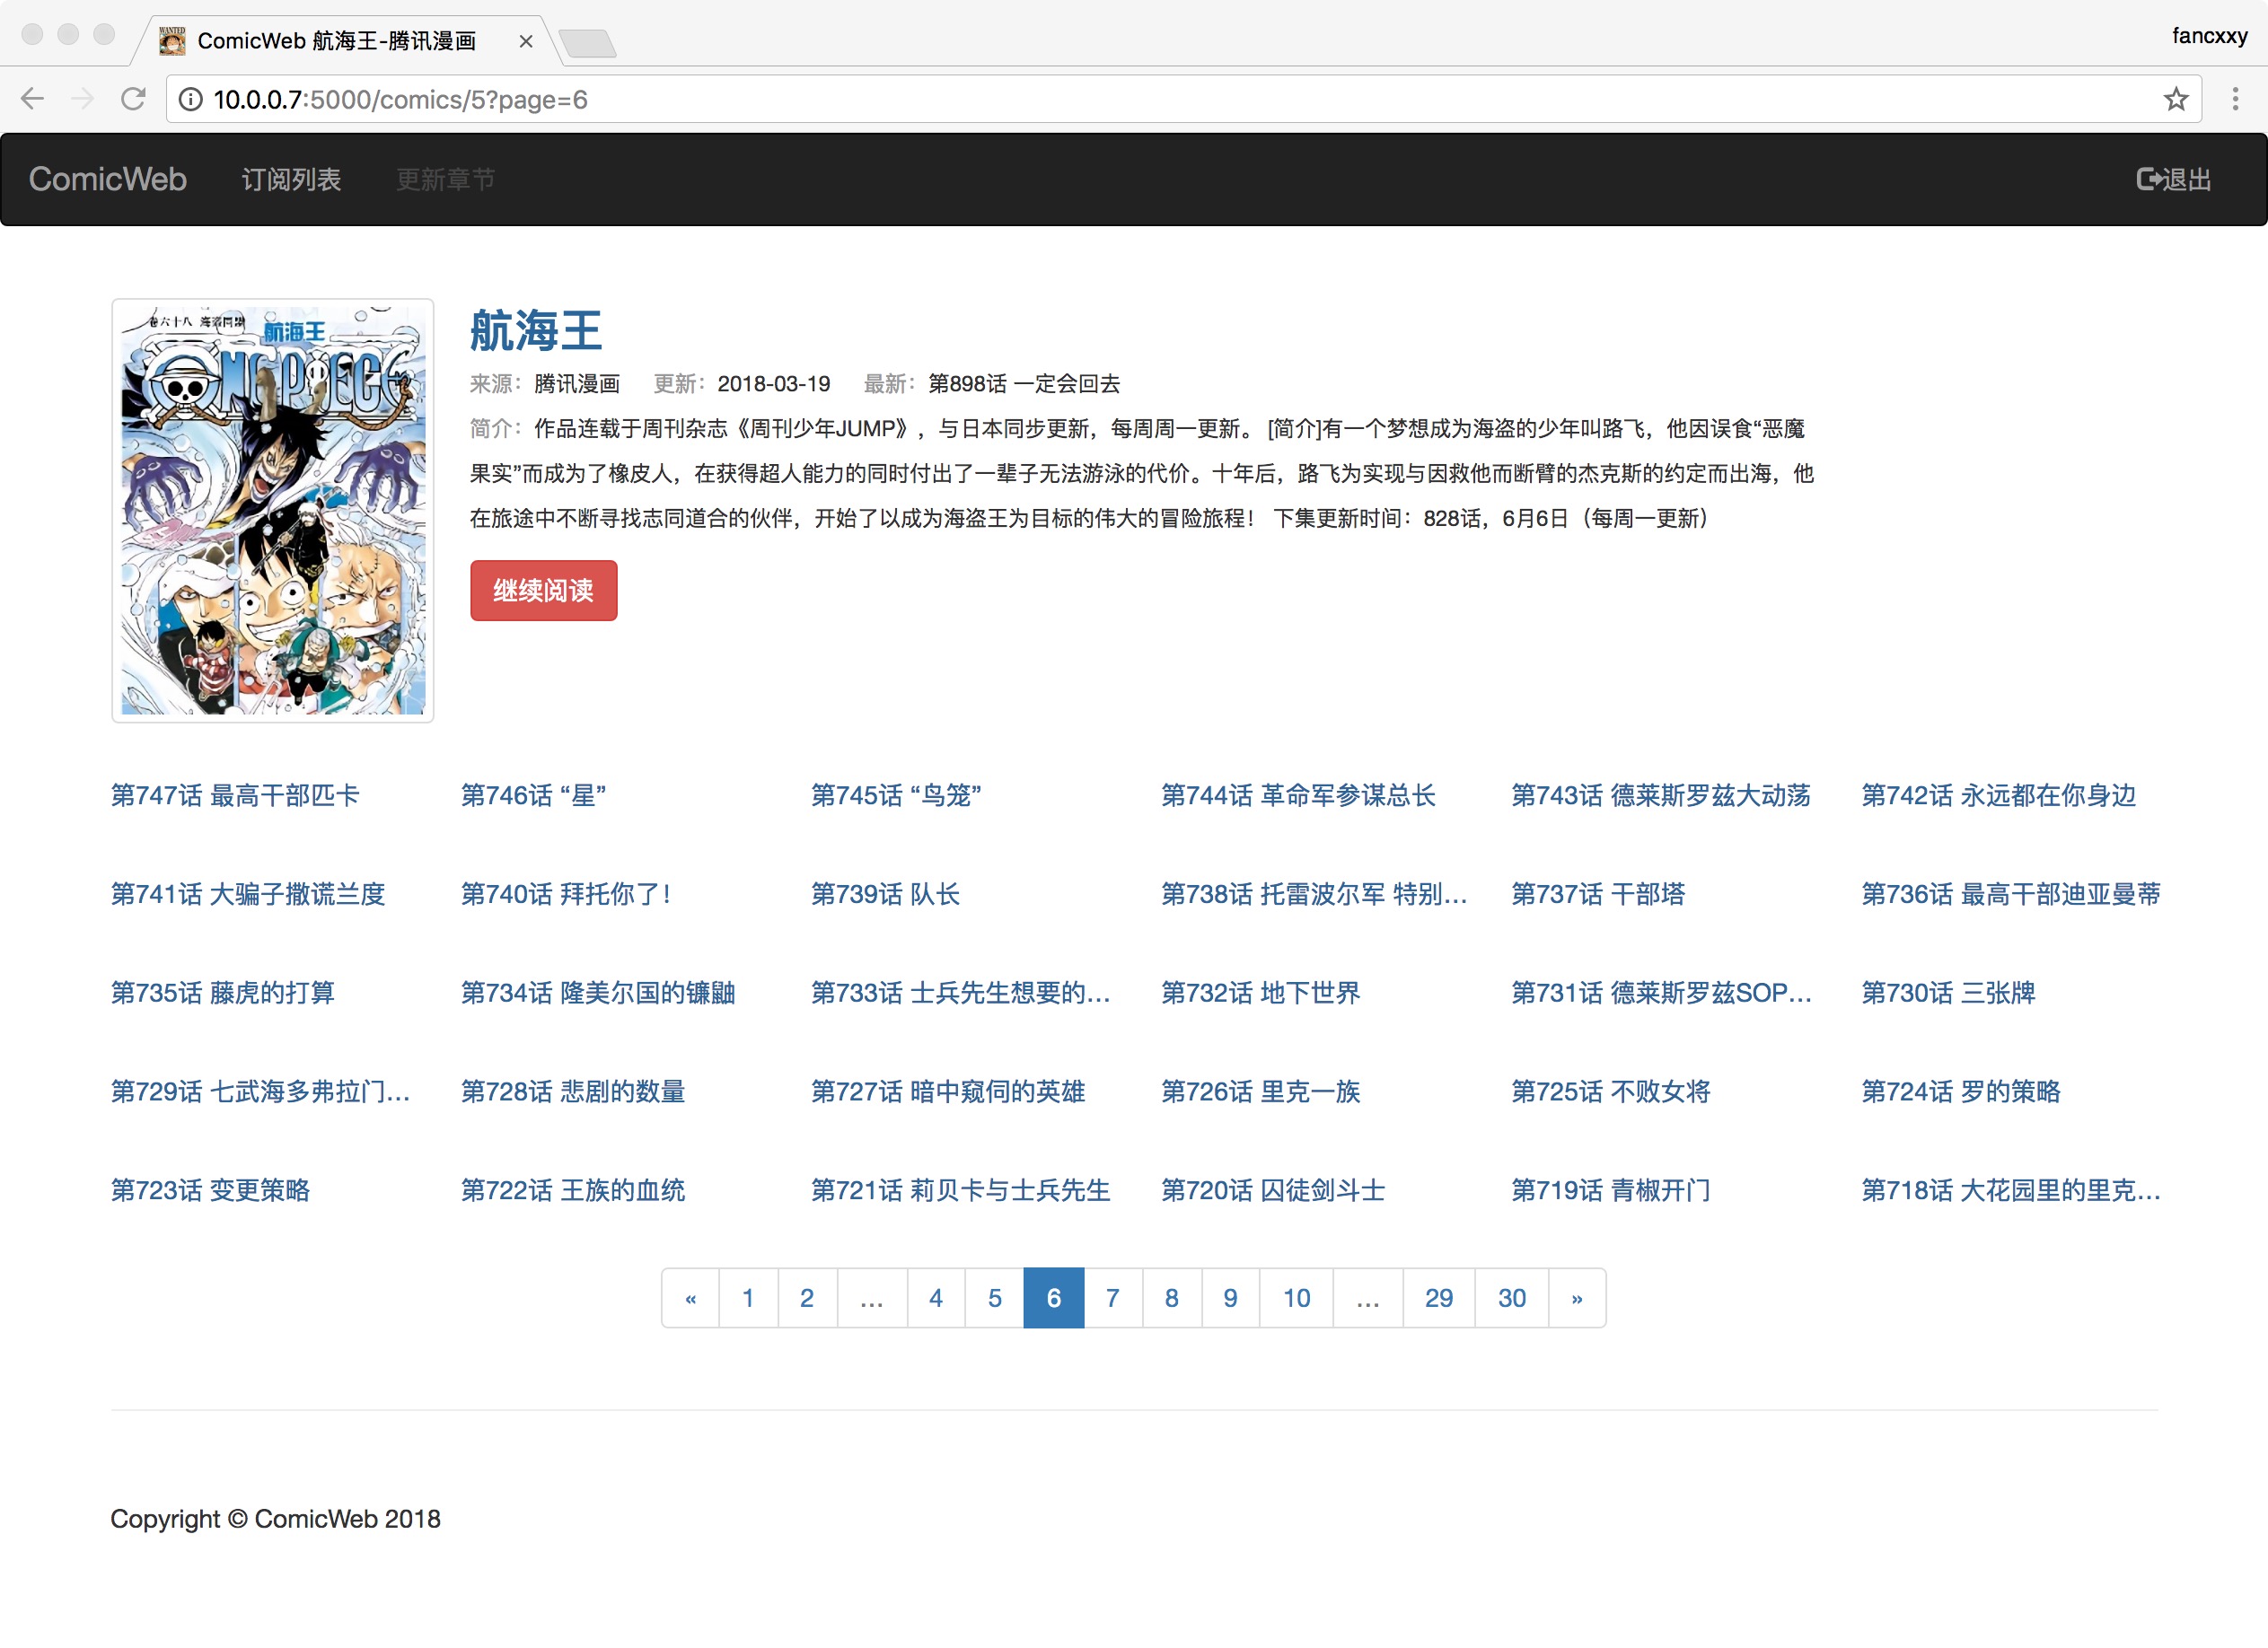 ComicWeb 航海王-腾讯漫画
fancxxy
10.0.0.7:5000/comics/5?page=6
ComicWeb 订阅列表 更新章节 退出
卷六十八 海盗同盟
航海王
ONE PIECE
航海王
来源：腾讯漫画 更新：2018-03-19 最新：第898话 一定会回去
简介：作品连载于周刊杂志《周刊少年JUMP》，与日本同步更新，每周周一更新。 [简介]有一个梦想成为海盗的少年叫路飞，他因误食“恶魔
果实”而成为了橡皮人，在获得超人能力的同时付出了一辈子无法游泳的代价。十年后，路飞为实现与因救他而断臂的杰克斯的约定而出海，他
在旅途中不断寻找志同道合的伙伴，开始了以成为海盗王为目标的伟大的冒险旅程！ 下集更新时间：828话，6月6日（每周一更新）
继续阅读
第747话 最高干部匹卡 第746话 “星” 第745话 “鸟笼” 第744话 革命军参谋总长 第743话 德莱斯罗兹大动荡 第742话 永远都在你身边
第741话 大骗子撒谎兰度 第740话 拜托你了！ 第739话 队长 第738话 托雷波尔军 特别... 第737话 干部塔 第736话 最高干部迪亚曼蒂
第735话 藤虎的打算 第734话 隆美尔国的镰鼬 第733话 士兵先生想要的... 第732话 地下世界 第731话 德莱斯罗兹SOP... 第730话 三张牌
第729话 七武海多弗拉门... 第728话 悲剧的数量 第727话 暗中窥伺的英雄 第726话 里克一族 第725话 不败女将 第724话 罗的策略
第723话 变更策略 第722话 王族的血统 第721话 莉贝卡与士兵先生 第720话 囚徒剑斗士 第719话 青椒开门 第718话 大花园里的里克...
« 1 2 ... 4 5 6 7 8 9 10 ... 29 30 »
Copyright © ComicWeb 2018